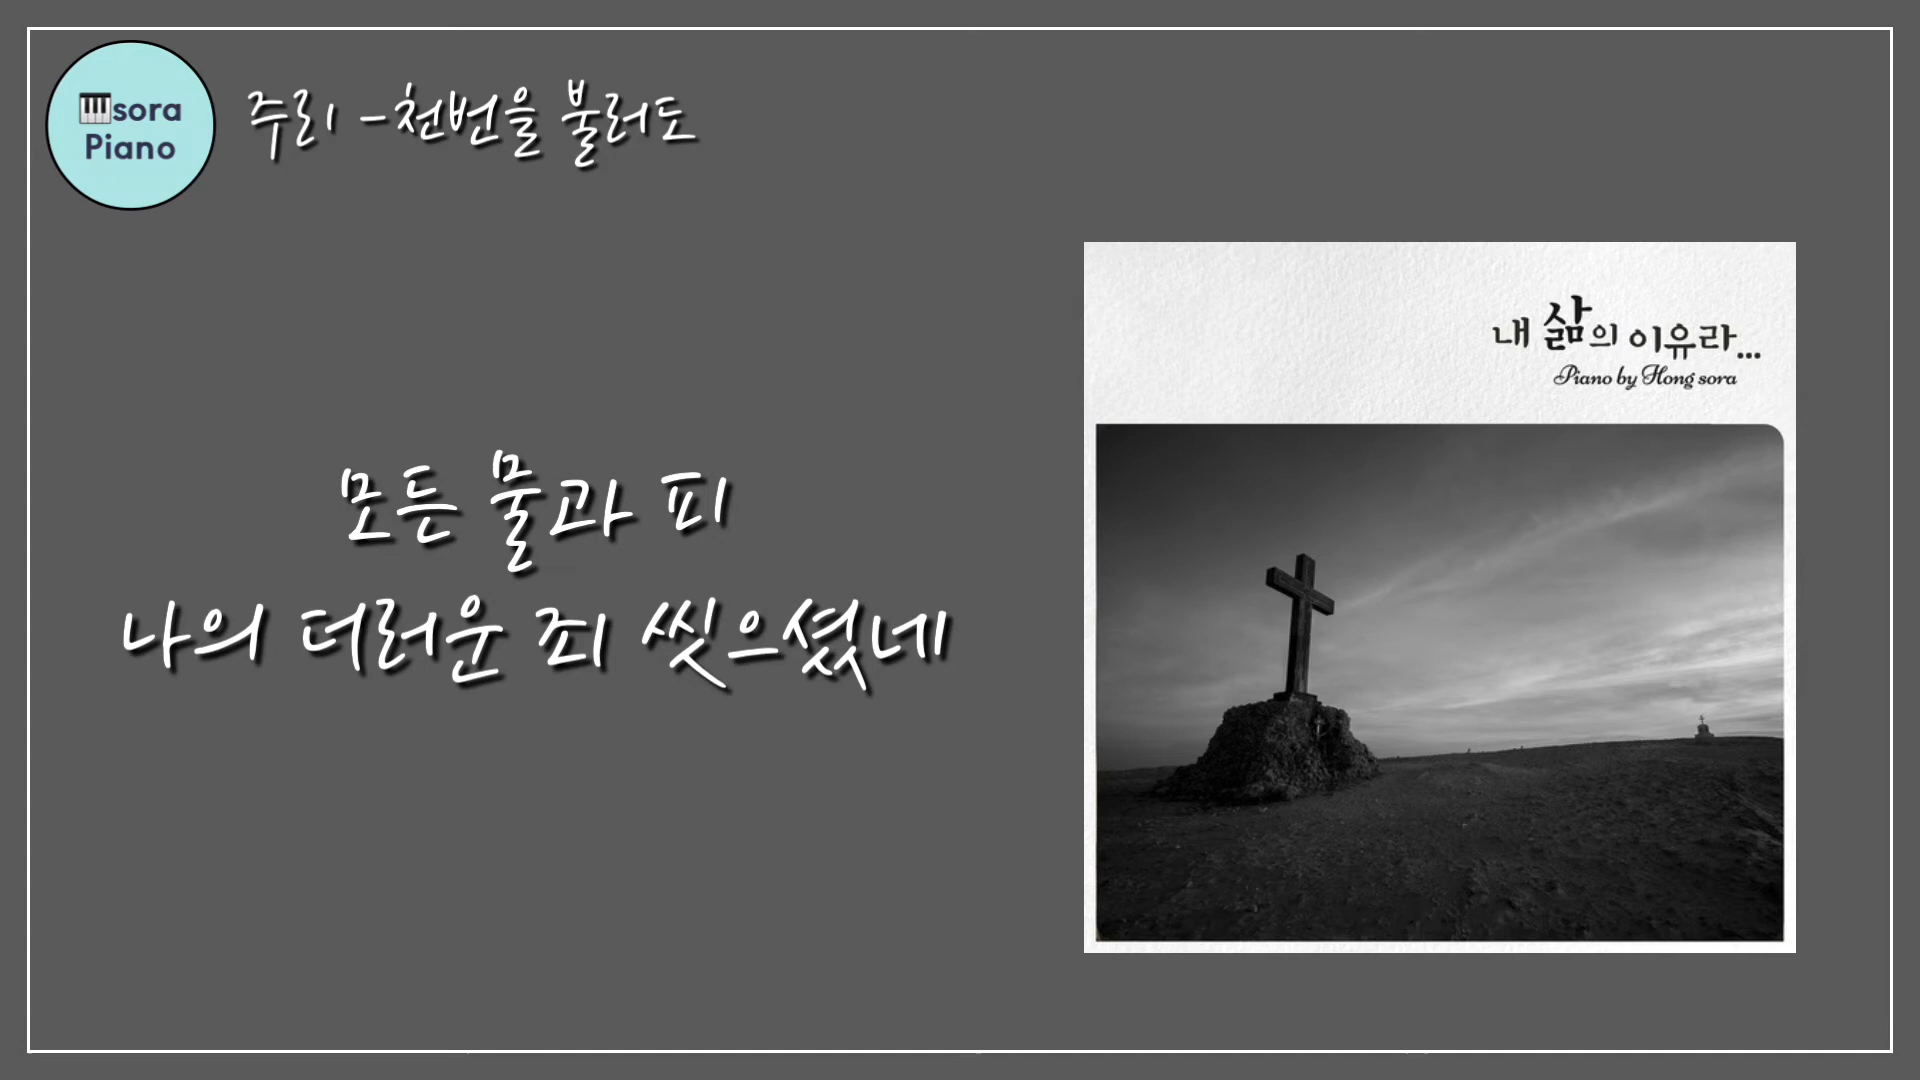 sora
Piano
주리 - 천번을 불러도
내 삶의 이유라...
Piano by Hong sora
모든 물과 피
나의 더러운 죄 씻으셨네